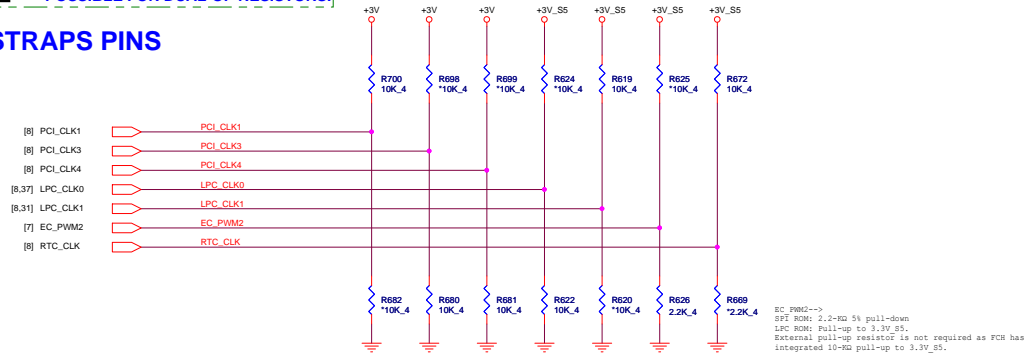 STRAPS PINS
+3V +3V +3V +3V_S5 +3V_S5 +3V_S5 +3V_S5
R700 R698 R699 R624 R619 R625 R672
10K_4 *10K_4 *10K_4 *10K_4 10K_4 *10K_4 10K_4
[8] PCI_CLK1 PCI_CLK1
[8] PCI_CLK3 PCI_CLK3
[8] PCI_CLK4 PCI_CLK4
[8,37] LPC_CLK0 LPC_CLK0
[8,31] LPC_CLK1 LPC_CLK1
[7] EC_PWM2 EC_PWM2
[8] RTC_CLK RTC_CLK
R682 R680 R681 R622 R620 R626 R669
*10K_4 10K_4 10K_4 10K_4 *10K_4 2.2K_4 *2.2K_4
EC_PWM2-->
SPI ROM: 2.2-KΩ 5% pull-down
LPC ROM: Pull-up to 3.3V_S5.
External pull-up resistor is not required as FCH has
integrated 10-KΩ pull-up to 3.3V_S5.